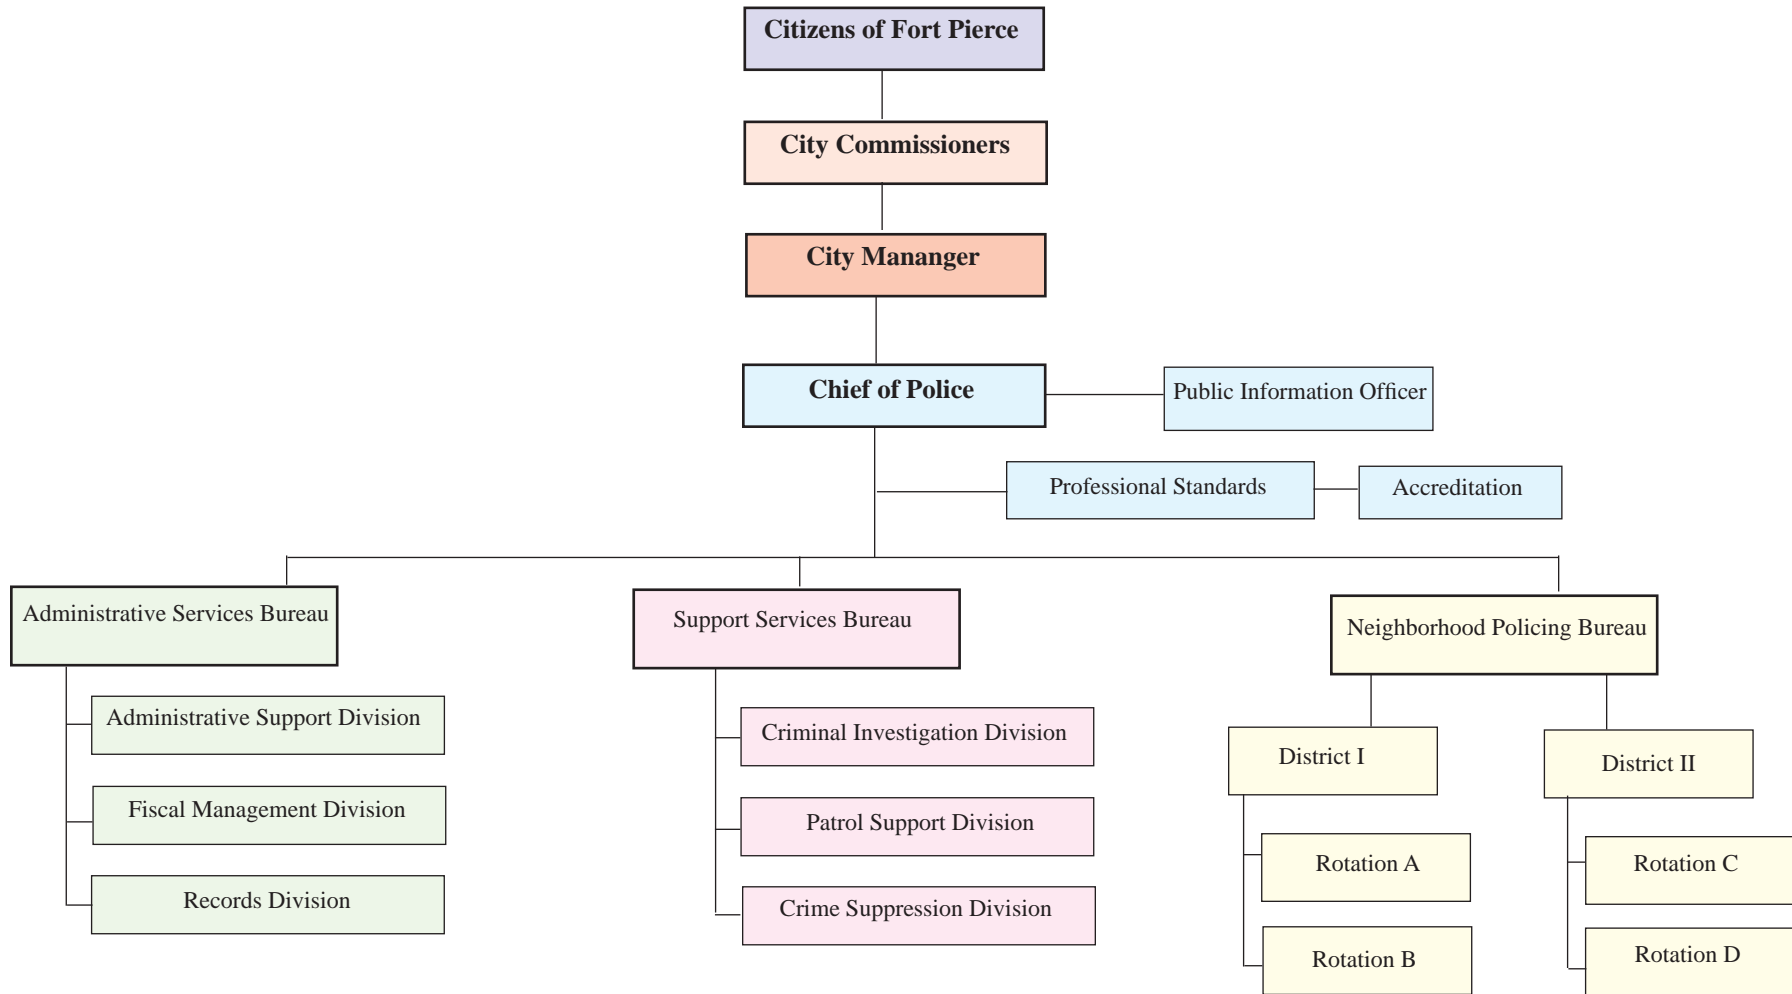 Citizens of Fort Pierce
City Commissioners
City Mananger
Chief of Police
Public Information Officer
Professional Standards
Accreditation
Administrative Services Bureau
Support Services Bureau
Neighborhood Policing Bureau
Administrative Support Division
Fiscal Management Division
Records Division
Criminal Investigation Division
Patrol Support Division
Crime Suppression Division
District I
Rotation A
Rotation B
District II
Rotation C
Rotation D